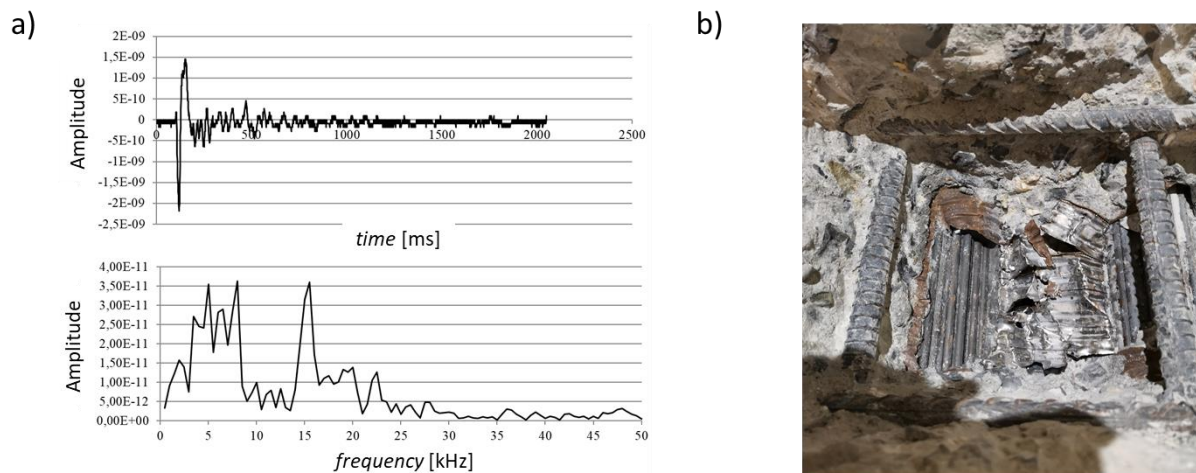 a)
b)
2E-09
1,5E-09
1E-09
5E-10
0
-5E-10
-1E-09
-1,5E-09
-2E-09
-2,5E-09
0 500 1000 1500 2000 2500
Amplitude
time [ms]
4,00E-11
3,50E-11
3,00E-11
2,50E-11
2,00E-11
1,50E-11
1,00E-11
5,00E-12
0,00E+00
0 5 10 15 20 25 30 35 40 45 50
Amplitude
frequency [kHz]